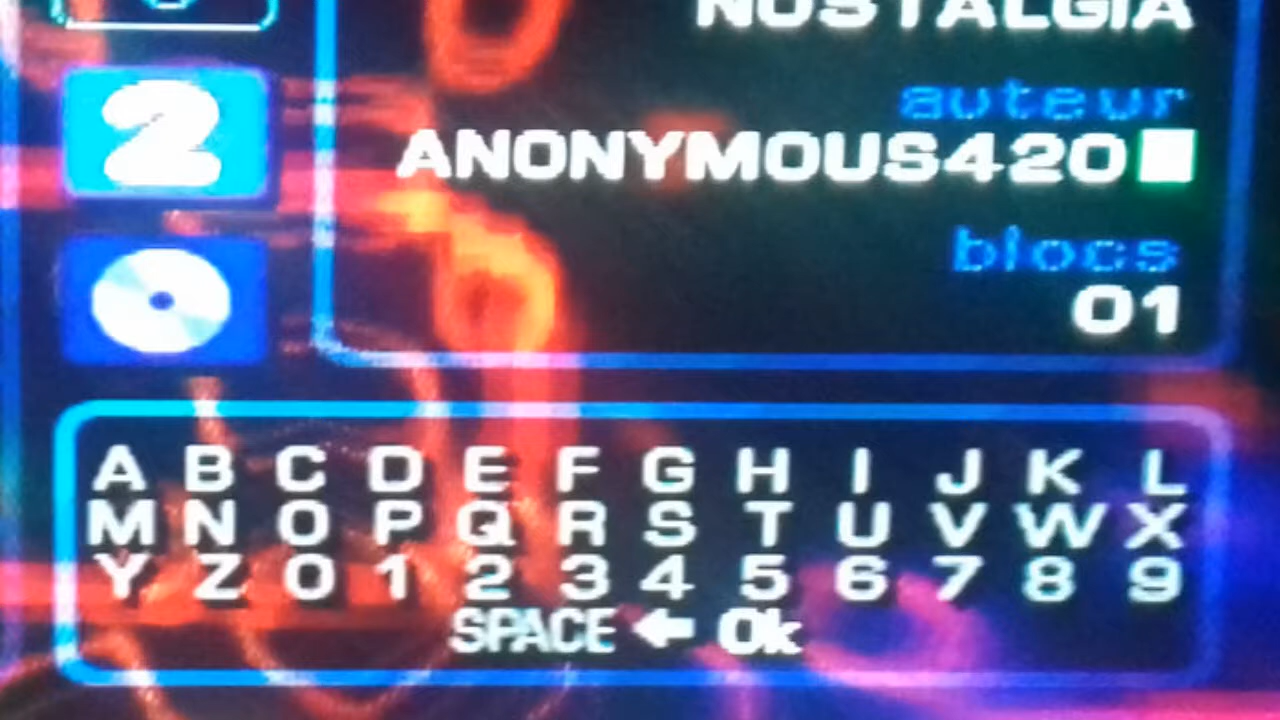 NOSTALGIA
2
auteur
ANONYMOUS420
blocs
01
A B C D E F G H I J K L
M N O P Q R S T U V W X
Y Z 0 1 2 3 4 5 6 7 8 9
SPACE ← Ok